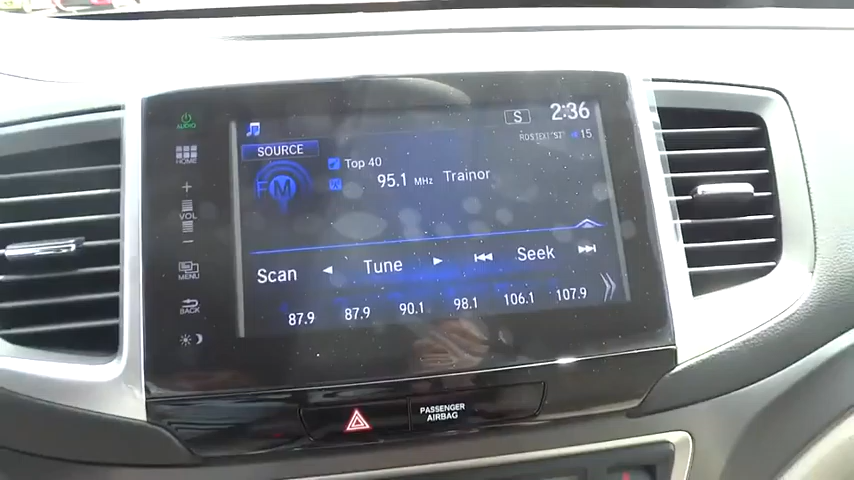 AUDIO
S 2:36
RDS TEXT "ST" 15
HOME
SOURCE
Top 40
FM
95.1 MHz Trainor
VOL
Scan Tune Seek
MENU
87.9 87.9 90.1 98.1 106.1 107.9
BACK
PASSENGER
AIRBAG